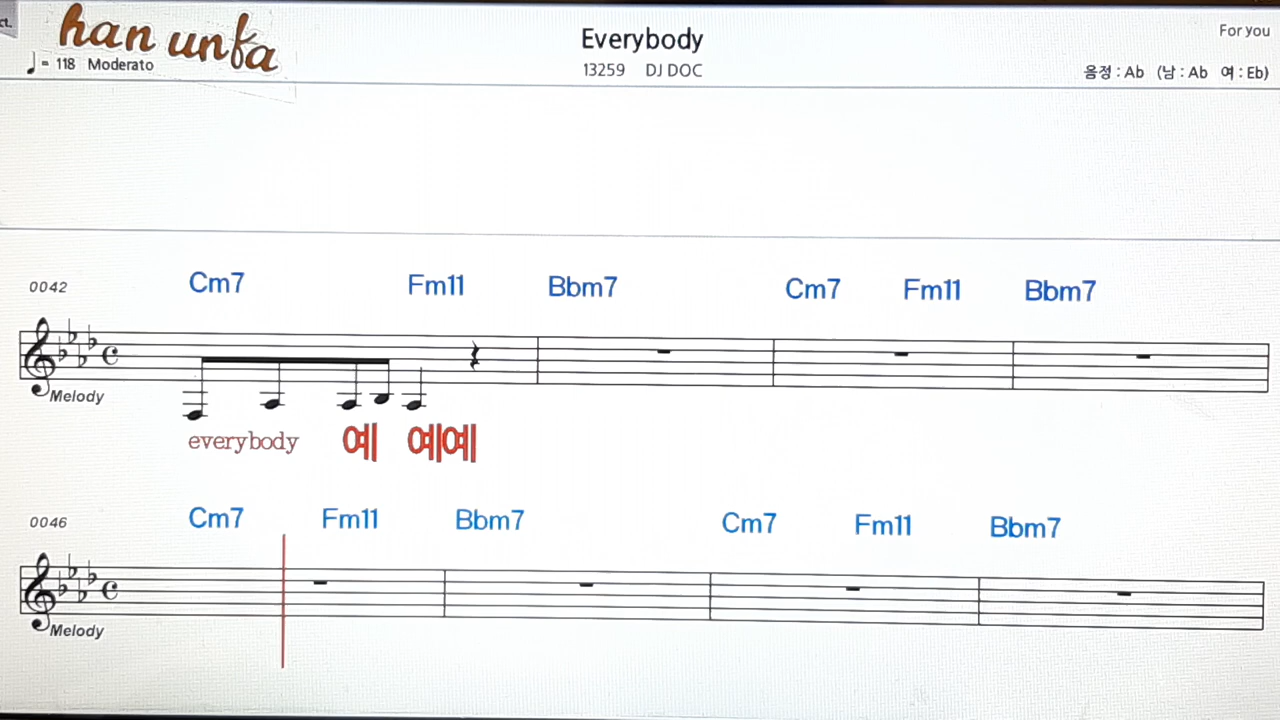 ct.
han unfa
♩= 118 Moderato
Everybody
13259 DJ DOC
For you
음정 : Ab (남 : Ab 여 : Eb)
0042
Cm7 Fm11 Bbm7 Cm7 Fm11 Bbm7
Melody
everybody 예 예예
0046
Cm7 Fm11 Bbm7 Cm7 Fm11 Bbm7
Melody